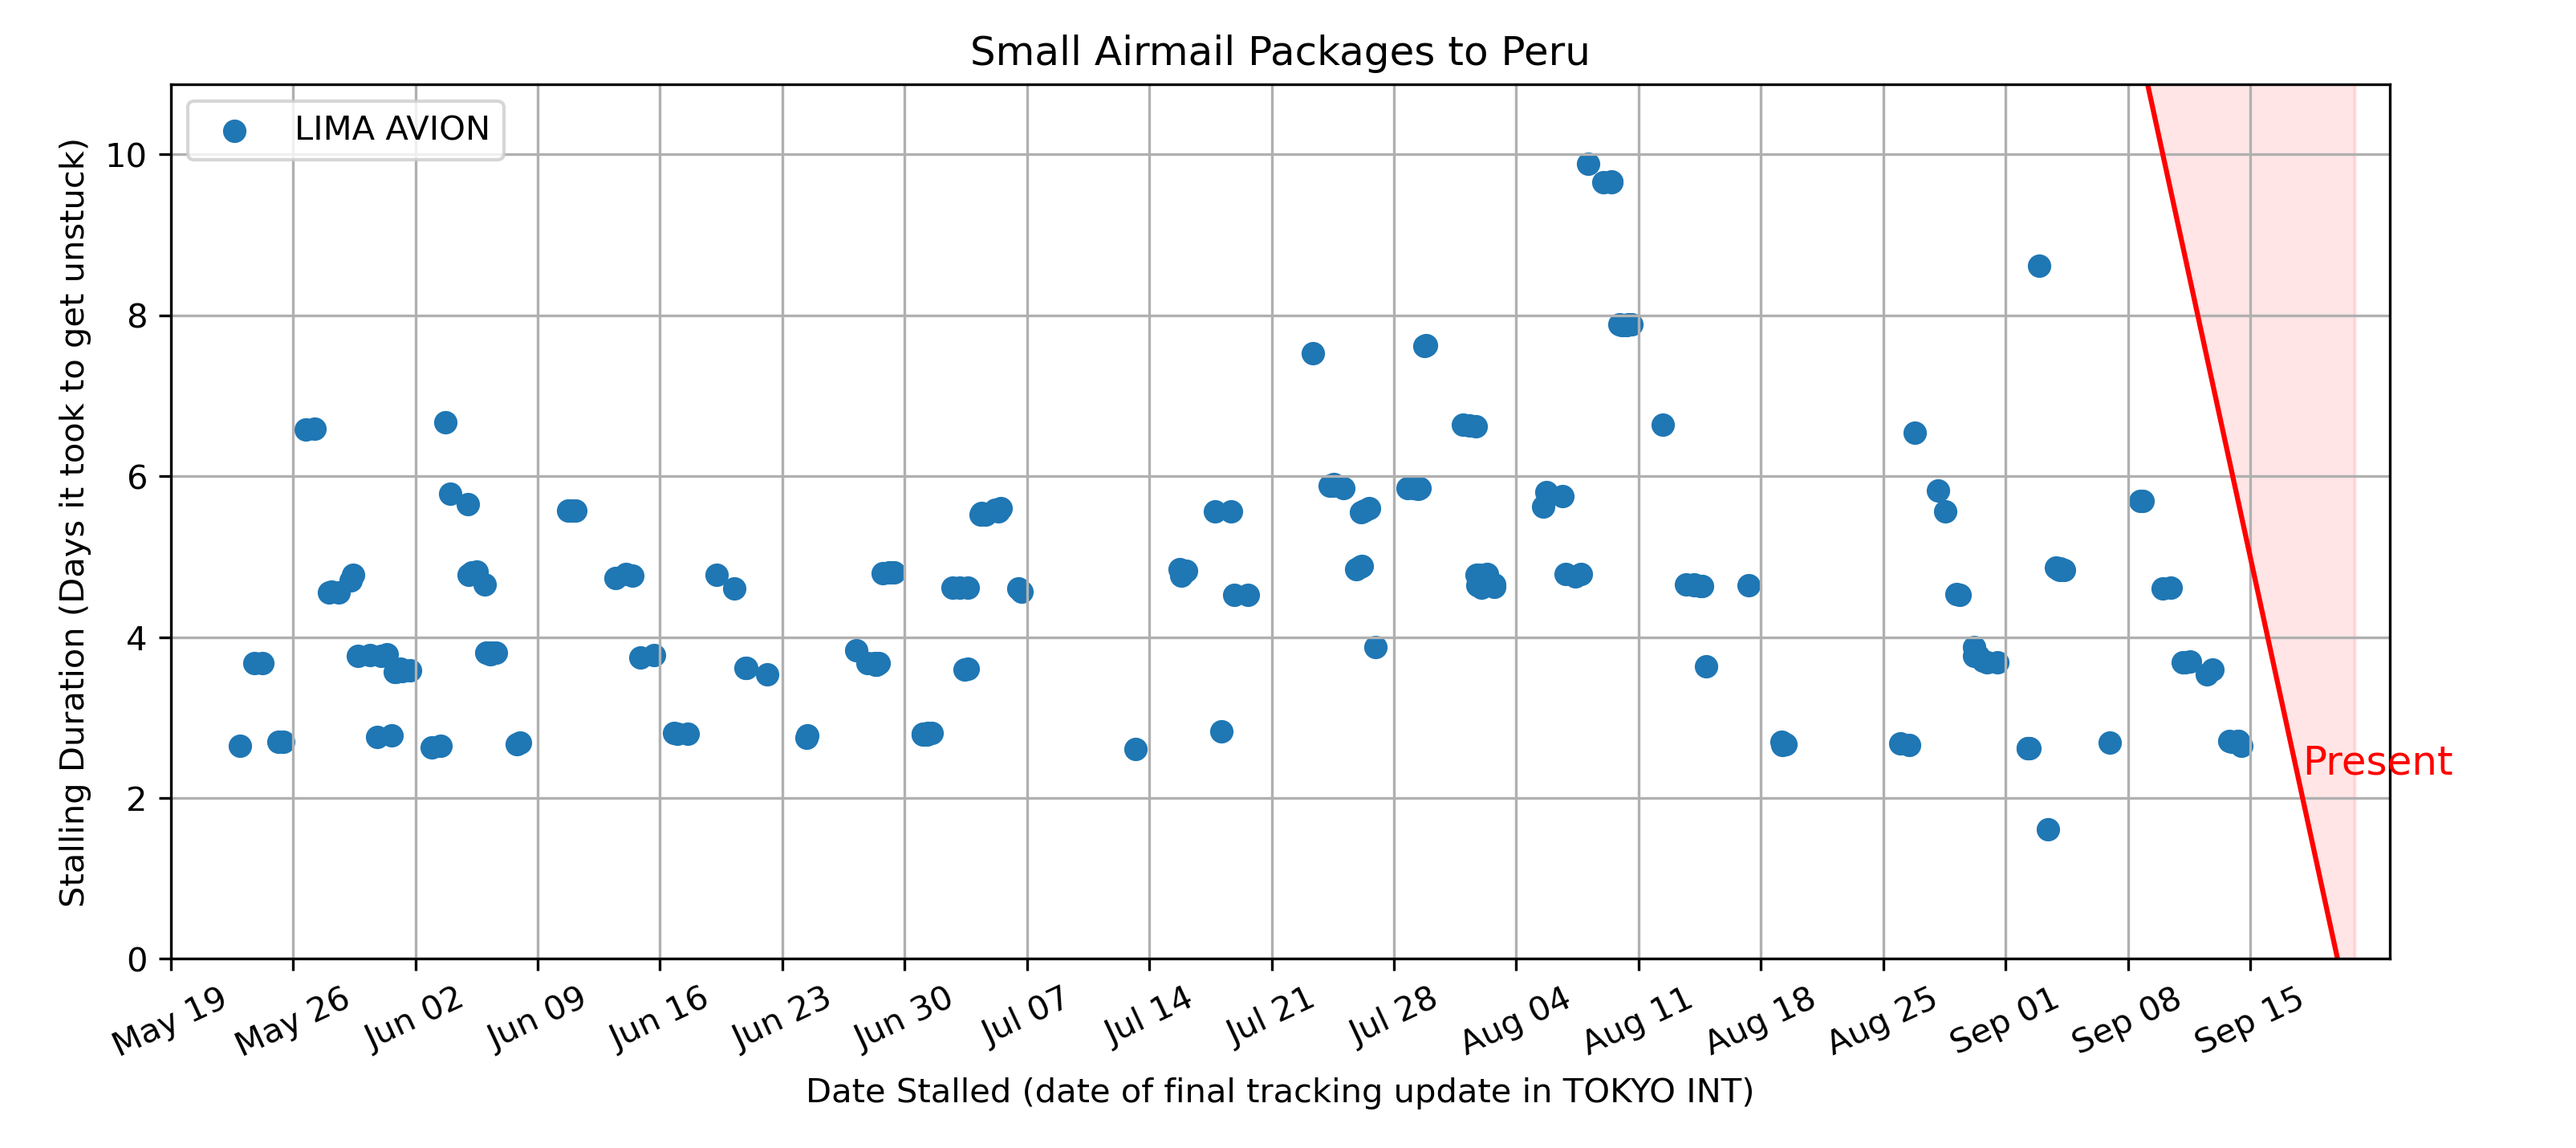 Small Airmail Packages to Peru
LIMA AVION
Stalling Duration (Days it took to get unstuck)
10
8
6
4
2
0
Present
May 19
May 26
Jun 02
Jun 09
Jun 16
Jun 23
Jun 30
Jul 07
Jul 14
Jul 21
Jul 28
Aug 04
Aug 11
Aug 18
Aug 25
Sep 01
Sep 08
Sep 15
Date Stalled (date of final tracking update in TOKYO INT)